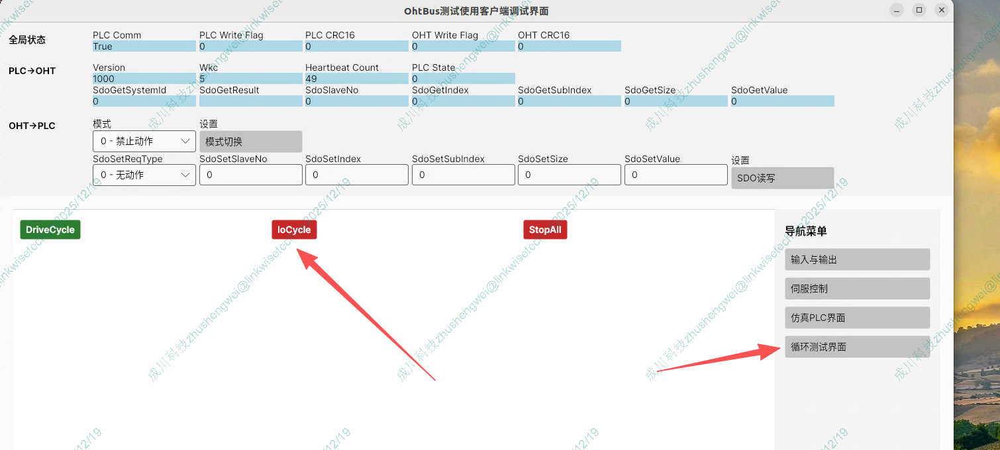 OhtBus测试使用客户端调试界面
全局状态
PLC Comm PLC Write Flag PLC CRC16 OHT Write Flag OHT CRC16
True 0 0 0 0
PLC→OHT
Version Wkc Heartbeat Count PLC State
1000 5 49 0
SdoGetSystemId SdoGetResult SdoSlaveNo SdoGetIndex SdoGetSubIndex SdoGetSize SdoGetValue
0 0 0 0 0 0
OHT→PLC
模式 设置
0 - 禁止动作 模式切换
SdoSetReqType SdoSetSlaveNo SdoSetIndex SdoSetSubIndex SdoSetSize SdoSetValue 设置
0 - 无动作 0 0 0 0 0 SDO读写
DriveCycle IoCycle StopAll
导航菜单
输入与输出
伺服控制
仿真PLC界面
循环测试界面
成川科技zhushengwei@linkwisetech2025/12/19